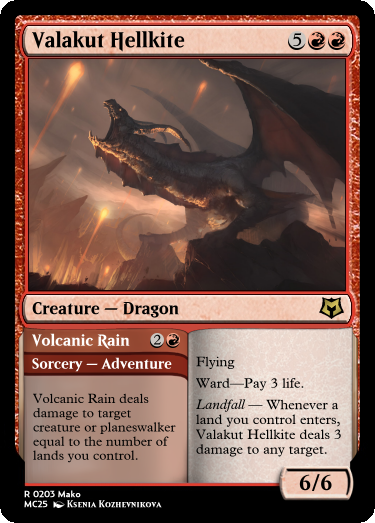 Valakut Hellkite 5
Creature — Dragon
Volcanic Rain 2
Sorcery — Adventure
Volcanic Rain deals
damage to target
creature or planeswalker
equal to the number of
lands you control.
Flying
Ward—Pay 3 life.
Landfall — Whenever a
land you control enters,
Valakut Hellkite deals 3
damage to any target.
6/6
R 0203 Mako
MC25 Ksenia Kozhevnikova